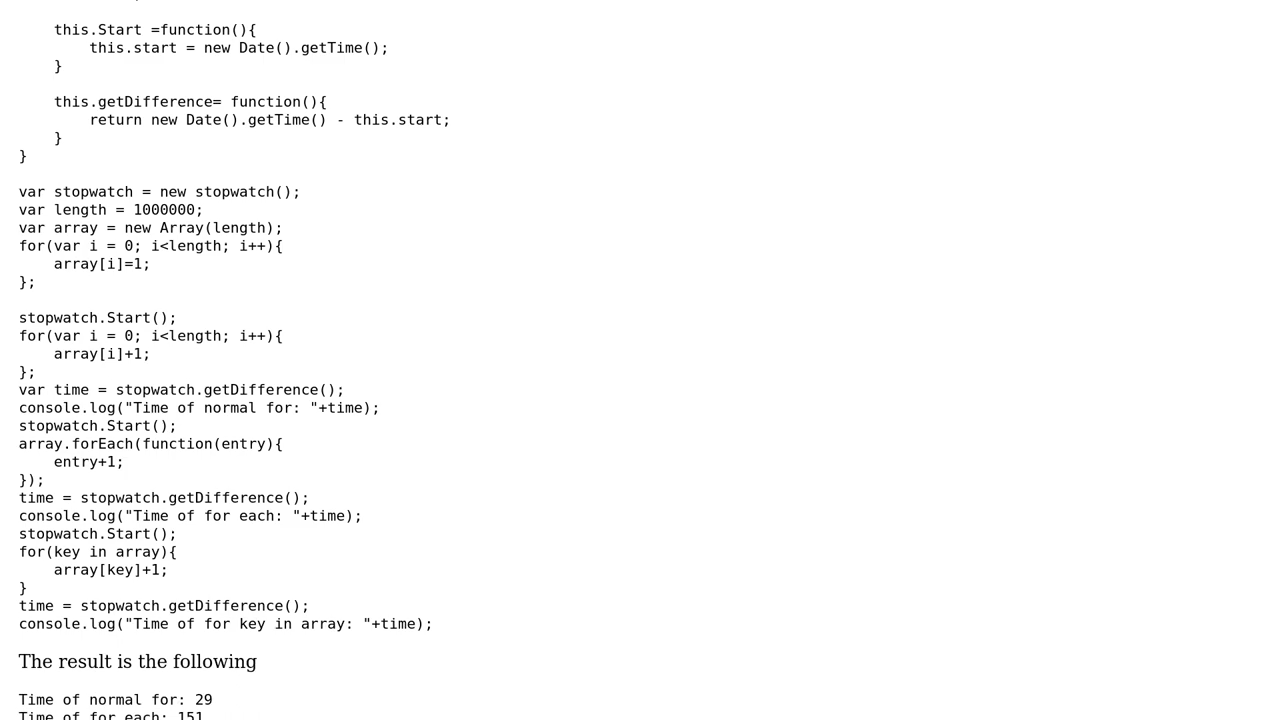 this.Start =function(){
        this.start = new Date().getTime();
    }

    this.getDifference= function(){
        return new Date().getTime() - this.start;
    }
}

var stopwatch = new stopwatch();
var length = 1000000;
var array = new Array(length);
for(var i = 0; i<length; i++){
    array[i]=1;
};

stopwatch.Start();
for(var i = 0; i<length; i++){
    array[i]+1;
};
var time = stopwatch.getDifference();
console.log("Time of normal for: "+time);
stopwatch.Start();
array.forEach(function(entry){
    entry+1;
});
time = stopwatch.getDifference();
console.log("Time of for each: "+time);
stopwatch.Start();
for(key in array){
    array[key]+1;
}
time = stopwatch.getDifference();
console.log("Time of for key in array: "+time);

The result is the following

Time of normal for: 29
Time of for each: 151